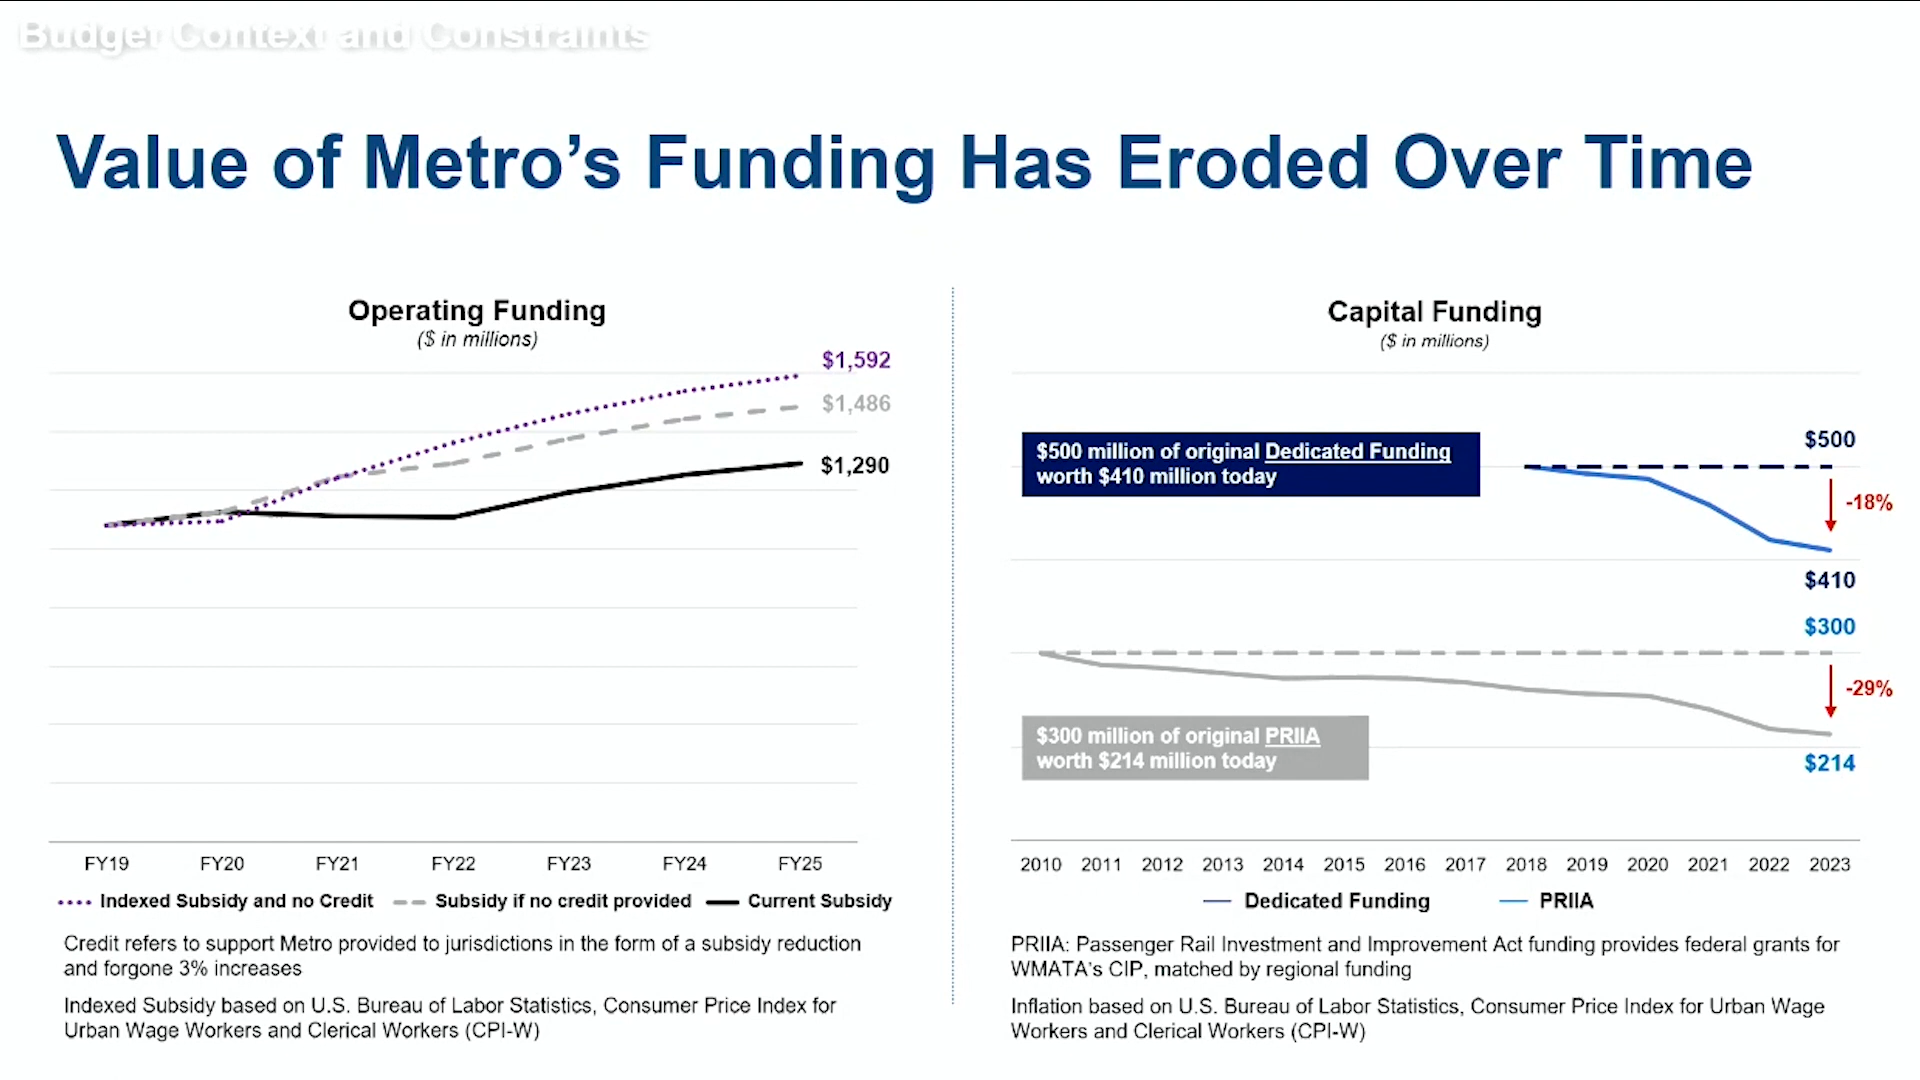 Budget Context and Constraints
Value of Metro’s Funding Has Eroded Over Time
Operating Funding
($ in millions)
$1,592
$1,486
$1,290
FY19 FY20 FY21 FY22 FY23 FY24 FY25
Indexed Subsidy and no Credit Subsidy if no credit provided Current Subsidy
Credit refers to support Metro provided to jurisdictions in the form of a subsidy reduction
and forgone 3% increases
Indexed Subsidy based on U.S. Bureau of Labor Statistics, Consumer Price Index for
Urban Wage Workers and Clerical Workers (CPI-W)
Capital Funding
($ in millions)
$500 million of original Dedicated Funding
worth $410 million today
$500
-18%
$410
$300
-29%
$300 million of original PRIIA
worth $214 million today
$214
2010 2011 2012 2013 2014 2015 2016 2017 2018 2019 2020 2021 2022 2023
Dedicated Funding PRIIA
PRIIA: Passenger Rail Investment and Improvement Act funding provides federal grants for
WMATA’s CIP, matched by regional funding
Inflation based on U.S. Bureau of Labor Statistics, Consumer Price Index for Urban Wage
Workers and Clerical Workers (CPI-W)